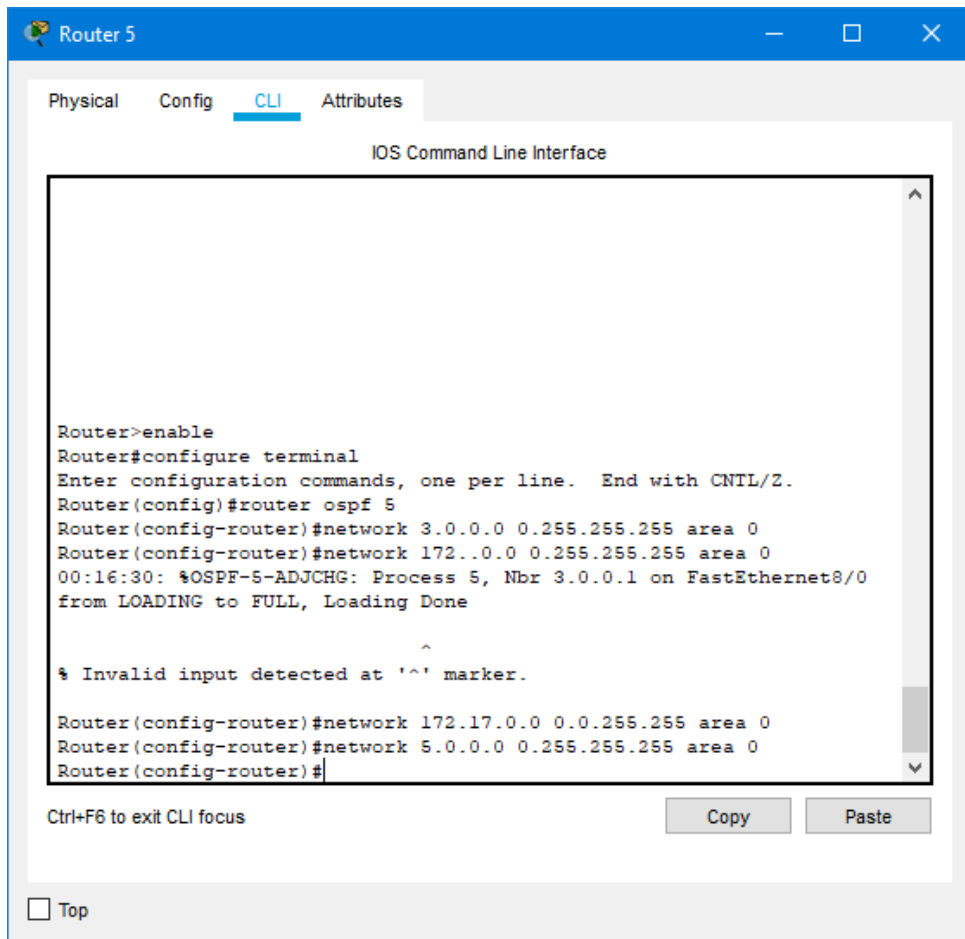 Router 5
Physical Config CLI Attributes
IOS Command Line Interface
Router>enable
Router#configure terminal
Enter configuration commands, one per line.  End with CNTL/Z.
Router(config)#router ospf 5
Router(config-router)#network 3.0.0.0 0.255.255.255 area 0
Router(config-router)#network 172..0.0 0.255.255.255 area 0
00:16:30: %OSPF-5-ADJCHG: Process 5, Nbr 3.0.0.1 on FastEthernet8/0
from LOADING to FULL, Loading Done
^
% Invalid input detected at '^' marker.
Router(config-router)#network 172.17.0.0 0.0.255.255 area 0
Router(config-router)#network 5.0.0.0 0.255.255.255 area 0
Router(config-router)#
Ctrl+F6 to exit CLI focus Copy Paste
Top